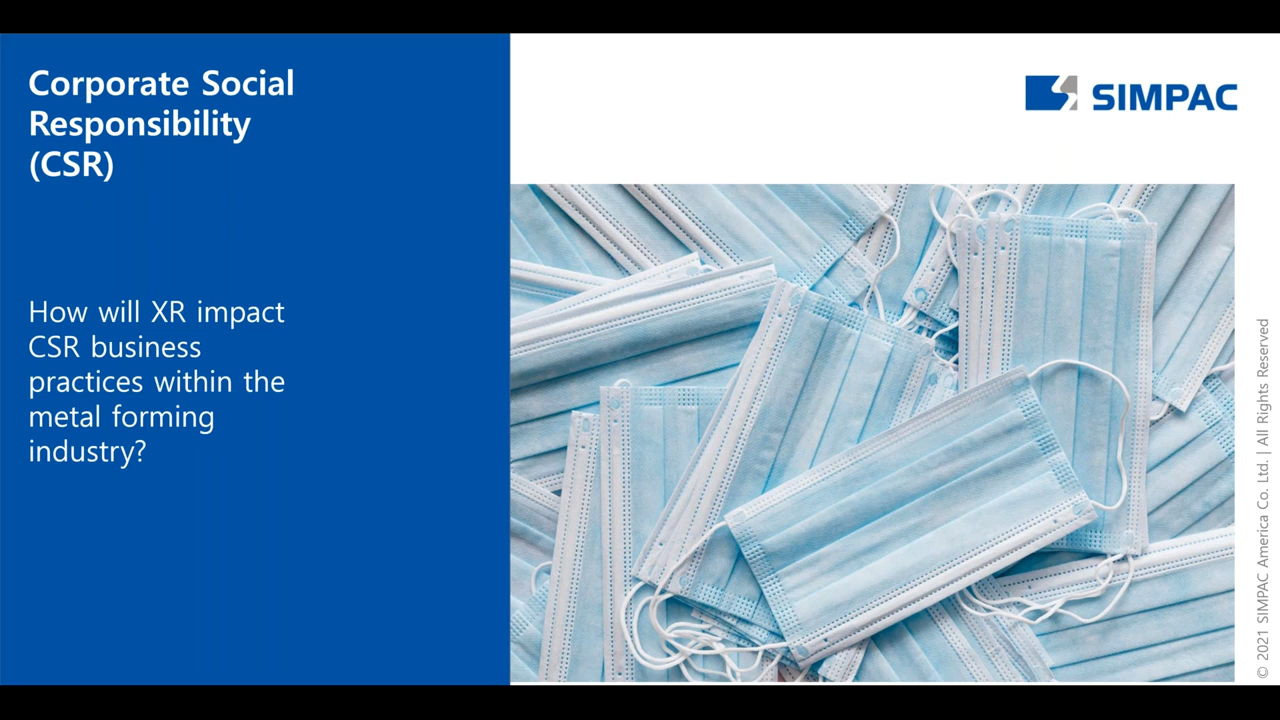 Corporate Social
Responsibility
(CSR)
How will XR impact
CSR business
practices within the
metal forming
industry?
SIMPAC
© 2021 SIMPAC America Co. Ltd. | All Rights Reserved